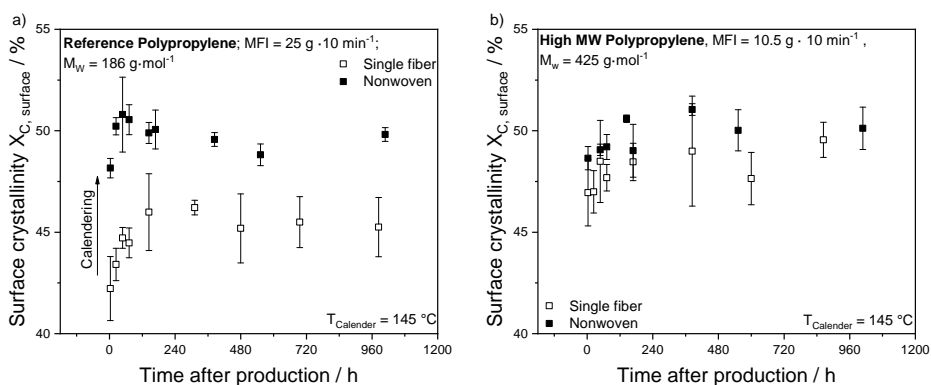 a)
Reference Polypropylene; MFI = 25 g ·10 min⁻¹;
M_W = 186 g·mol⁻¹
Single fiber
Nonwoven
Calendering
T_Calender = 145 °C
Surface crystallinity X_C, surface / %
55
50
45
40
0 240 480 720 960 1200
Time after production / h
b)
High MW Polypropylene, MFI = 10.5 g · 10 min⁻¹ ,
M_w = 425 g·mol⁻¹
Single fiber
Nonwoven
T_Calender = 145 °C
Surface crystallinity X_C, surface / %
55
50
45
40
0 240 480 720 960 1200
Time after production / h